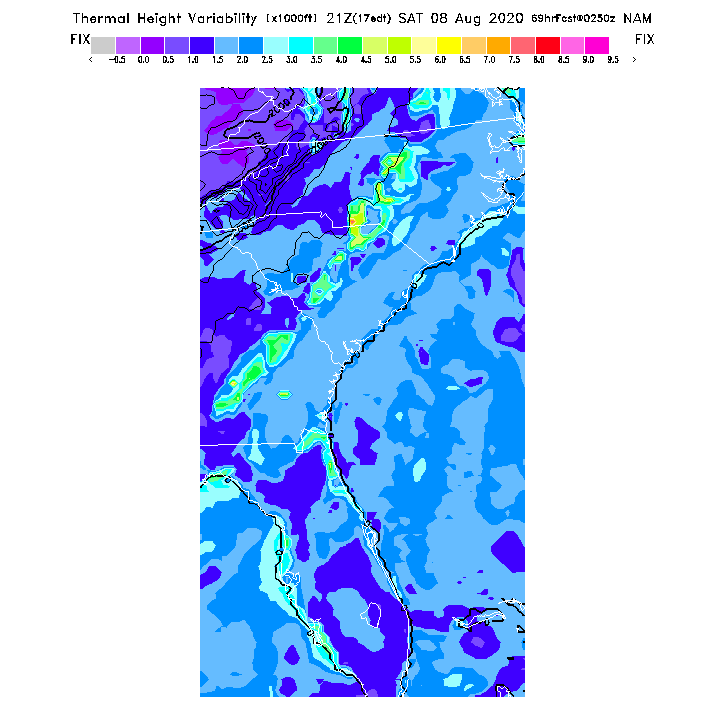 Thermal Height Variability [x1000ft] 21Z(17edt) SAT 08 Aug 2020 69hrFcst@0250z NAM
FIX FIX
< -0.5 0.0 0.5 1.0 1.5 2.0 2.5 3.0 3.5 4.0 4.5 5.0 5.5 6.0 6.5 7.0 7.5 8.0 8.5 9.0 9.5 >